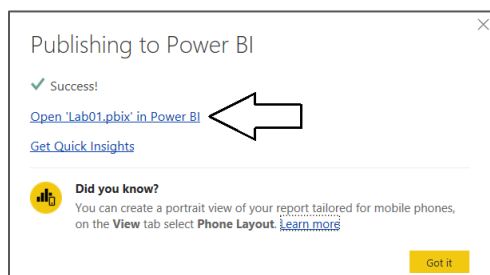 Publishing to Power BI
Success!
Open 'Lab01.pbix' in Power BI
Get Quick Insights
Did you know?
You can create a portrait view of your report tailored for mobile phones,
on the View tab select Phone Layout. Learn more
Got it